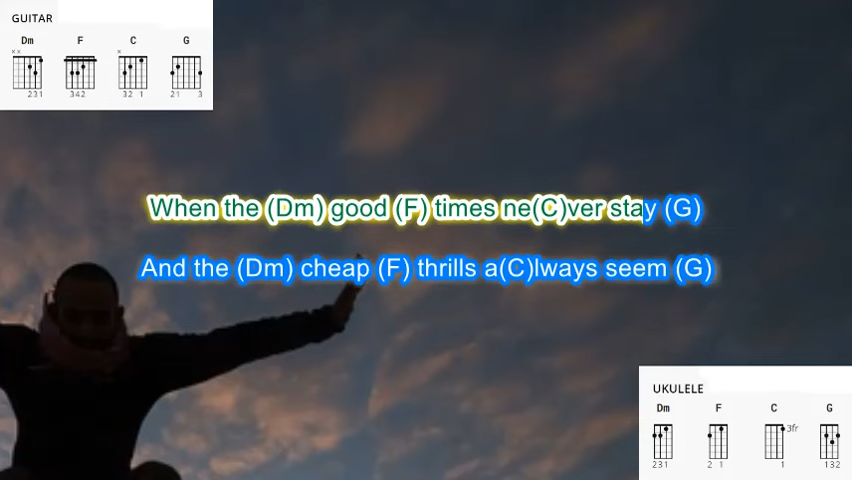 GUITAR
Dm F C G
xx x
231 342 32 1 21 3
When the (Dm) good (F) times ne(C)ver stay (G)
And the (Dm) cheap (F) thrills a(C)lways seem (G)
UKULELE
Dm F C G
3fr
231 2 1 1 132